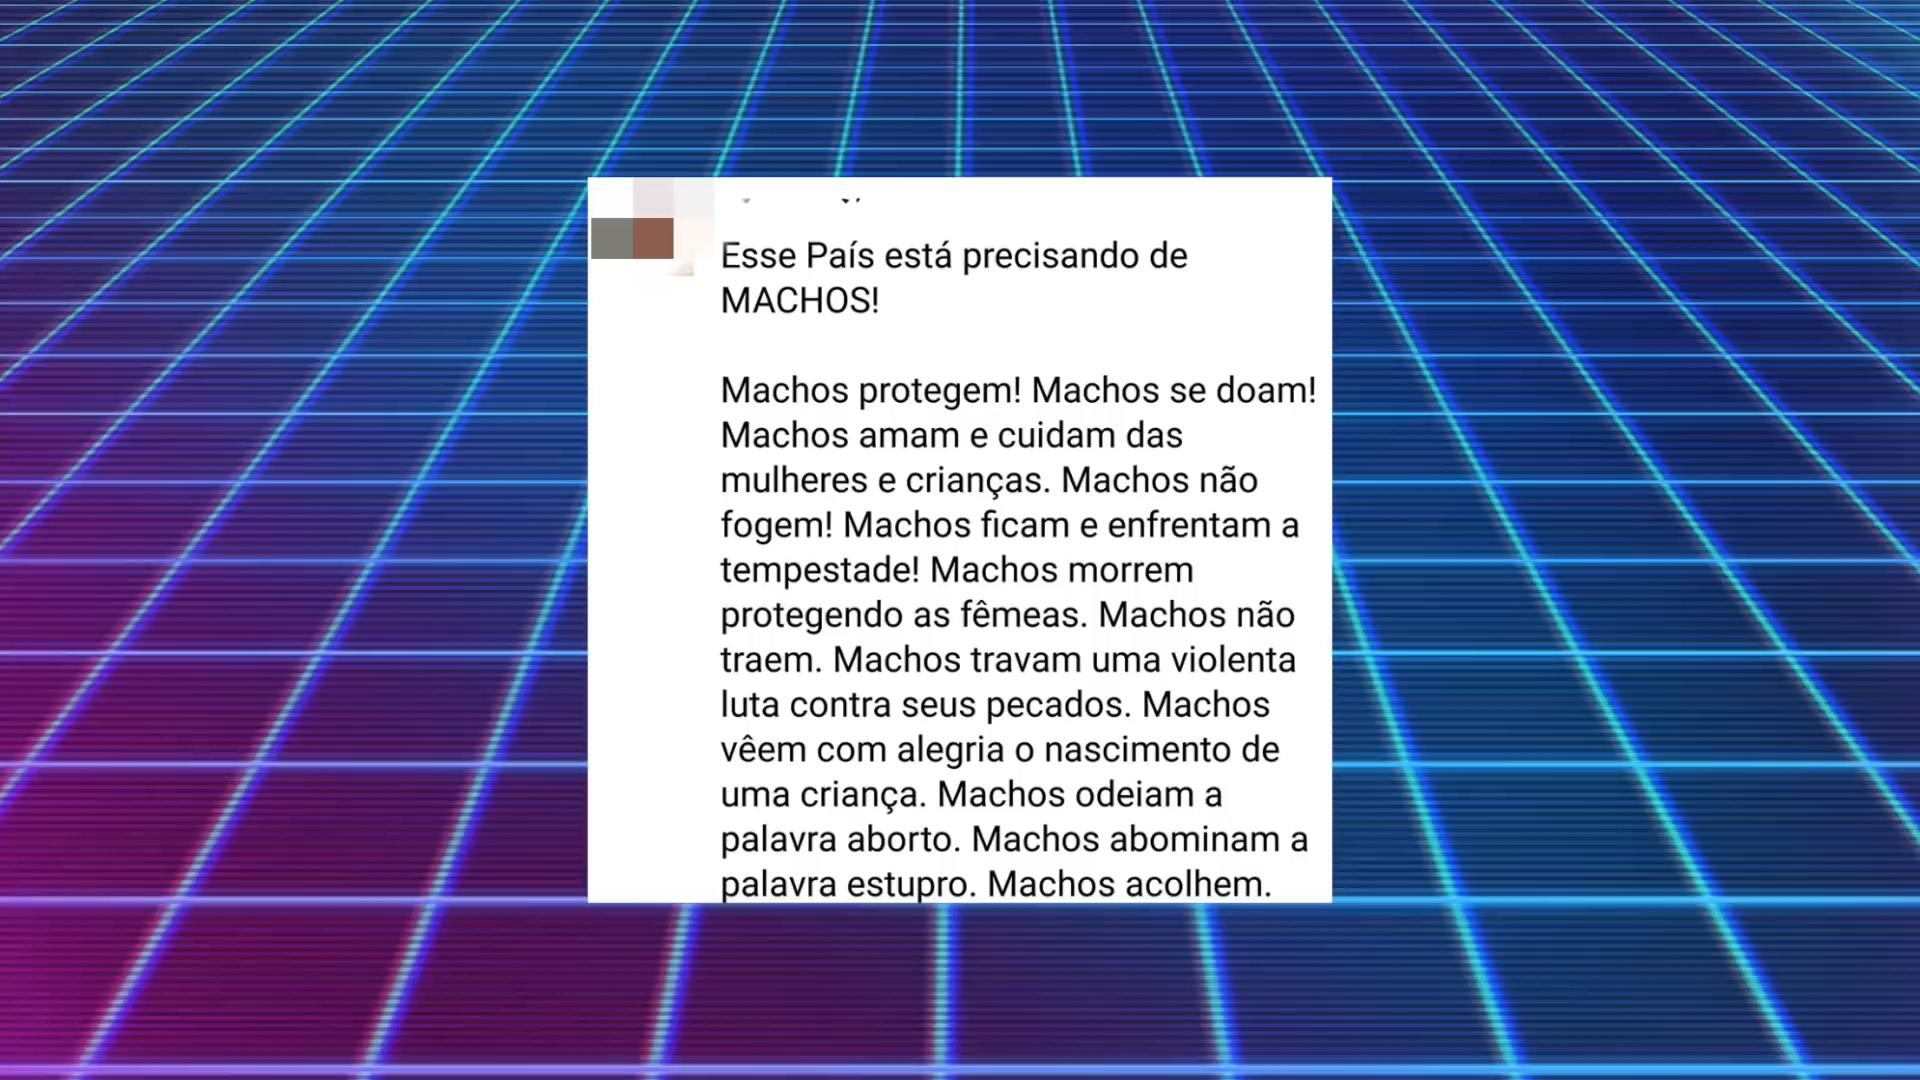 Esse País está precisando de
MACHOS!
Machos protegem! Machos se doam!
Machos amam e cuidam das
mulheres e crianças. Machos não
fogem! Machos ficam e enfrentam a
tempestade! Machos morrem
protegendo as fêmeas. Machos não
traem. Machos travam uma violenta
luta contra seus pecados. Machos
vêem com alegria o nascimento de
uma criança. Machos odeiam a
palavra aborto. Machos abominam a
palavra estupro. Machos acolhem.